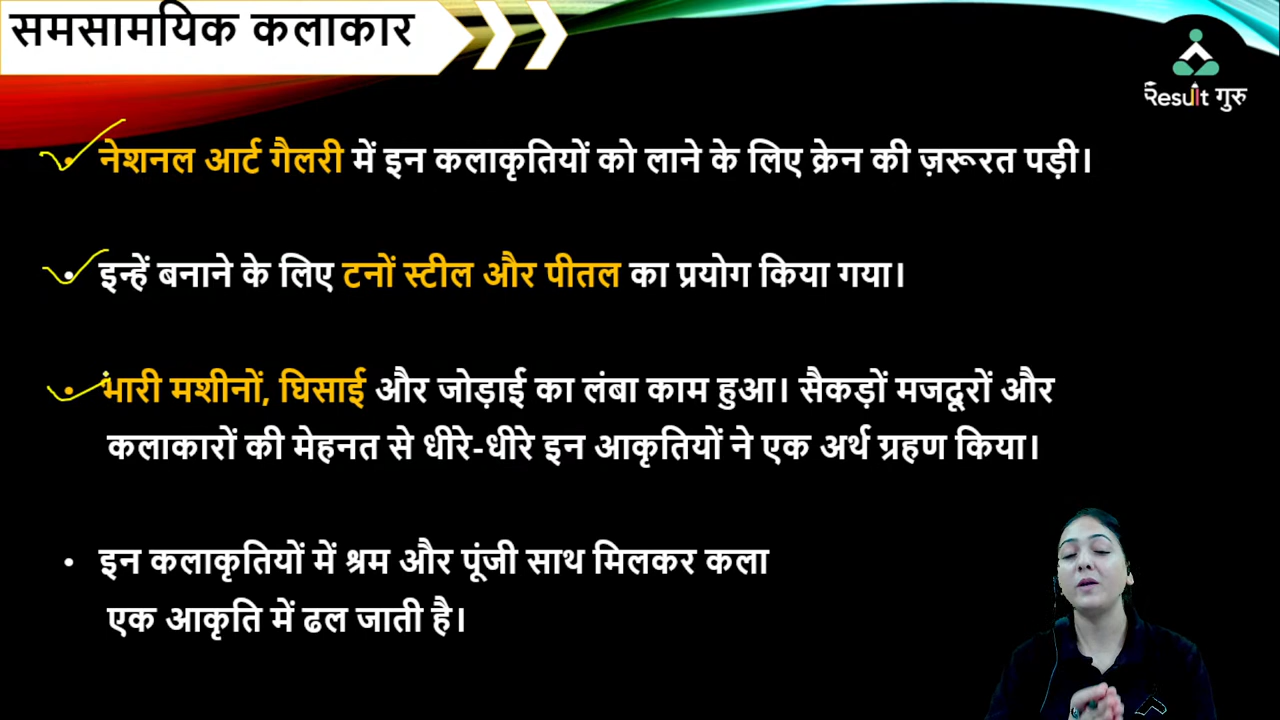 समसामयिक कलाकार
Result गुरु
• नेशनल आर्ट गैलरी में इन कलाकृतियों को लाने के लिए क्रेन की ज़रूरत पड़ी।
• इन्हें बनाने के लिए टनों स्टील और पीतल का प्रयोग किया गया।
• भारी मशीनों, घिसाई और जोड़ाई का लंबा काम हुआ। सैकड़ों मजदूरों और
कलाकारों की मेहनत से धीरे-धीरे इन आकृतियों ने एक अर्थ ग्रहण किया।
• इन कलाकृतियों में श्रम और पूंजी साथ मिलकर कला
एक आकृति में ढल जाती है।